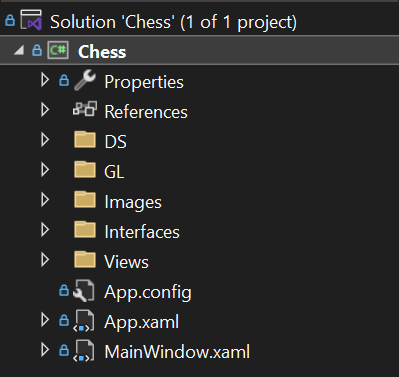 Solution 'Chess' (1 of 1 project)
C# Chess
Properties
References
DS
GL
Images
Interfaces
Views
App.config
App.xaml
MainWindow.xaml